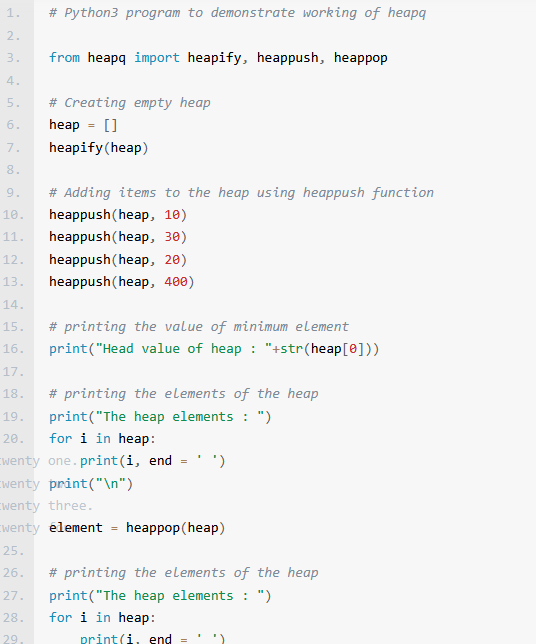 1. # Python3 program to demonstrate working of heapq
2.
3. from heapq import heapify, heappush, heappop
4.
5. # Creating empty heap
6. heap = []
7. heapify(heap)
8.
9. # Adding items to the heap using heappush function
10. heappush(heap, 10)
11. heappush(heap, 30)
12. heappush(heap, 20)
13. heappush(heap, 400)
14.
15. # printing the value of minimum element
16. print("Head value of heap : "+str(heap[0]))
17.
18. # printing the elements of the heap
19. print("The heap elements : ")
20. for i in heap:
twenty one. print(i, end = ' ')
twenty print("\n")
twenty three.
twenty element = heappop(heap)
25.
26. # printing the elements of the heap
27. print("The heap elements : ")
28. for i in heap:
29. print(i, end = ' ')